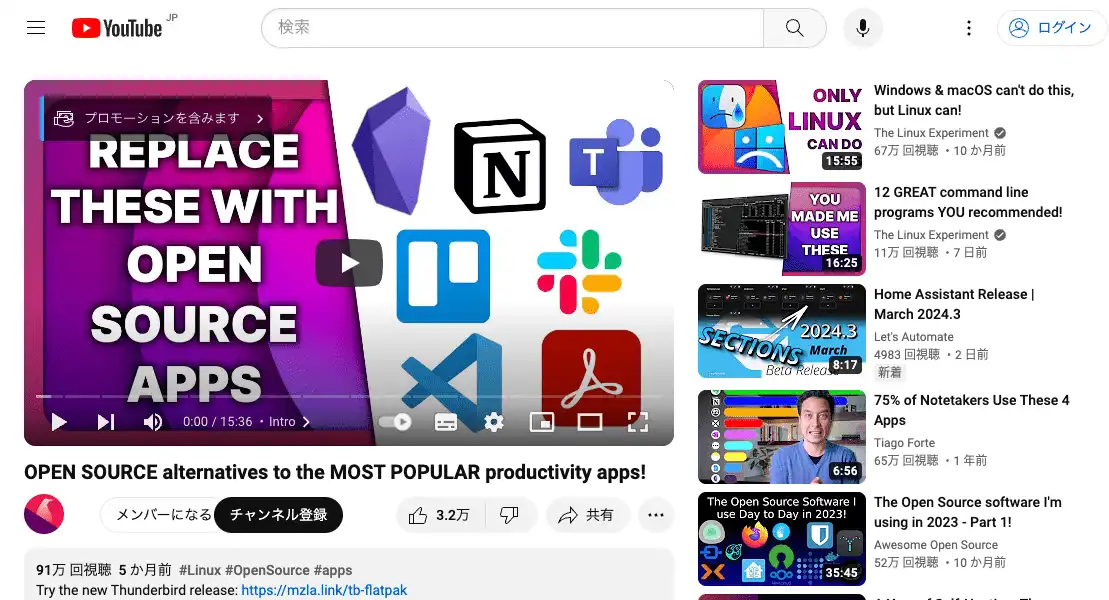 YouTube JP
検索
ログイン
プロモーションを含みます
REPLACE
THESE WITH
OPEN
SOURCE
APPS
N
T
0:00 / 15:36 • Intro
OPEN SOURCE alternatives to the MOST POPULAR productivity apps!
メンバーになる
チャンネル登録
3.2万
共有
91万 回視聴 5 か月前 #Linux #OpenSource #apps
Try the new Thunderbird release: https://mzla.link/tb-flatpak
ONLY
LINUX
CAN DO
15:55
Windows & macOS can't do this,
but Linux can!
The Linux Experiment
67万 回視聴 ・10 か月前
YOU
MADE ME
USE
THESE
16:25
12 GREAT command line
programs YOU recommended!
The Linux Experiment
11万 回視聴 ・7 日前
2024.3
SECTIONS
March
Beta Release
8:17
Home Assistant Release |
March 2024.3
Let's Automate
4983 回視聴 ・2 日前
新着
6:56
75% of Notetakers Use These 4
Apps
Tiago Forte
65万 回視聴 ・1 年前
The Open Source Software I
use Day to Day in 2023!
35:45
The Open Source software I'm
using in 2023 - Part 1!
Awesome Open Source
52万 回視聴 ・10 か月前